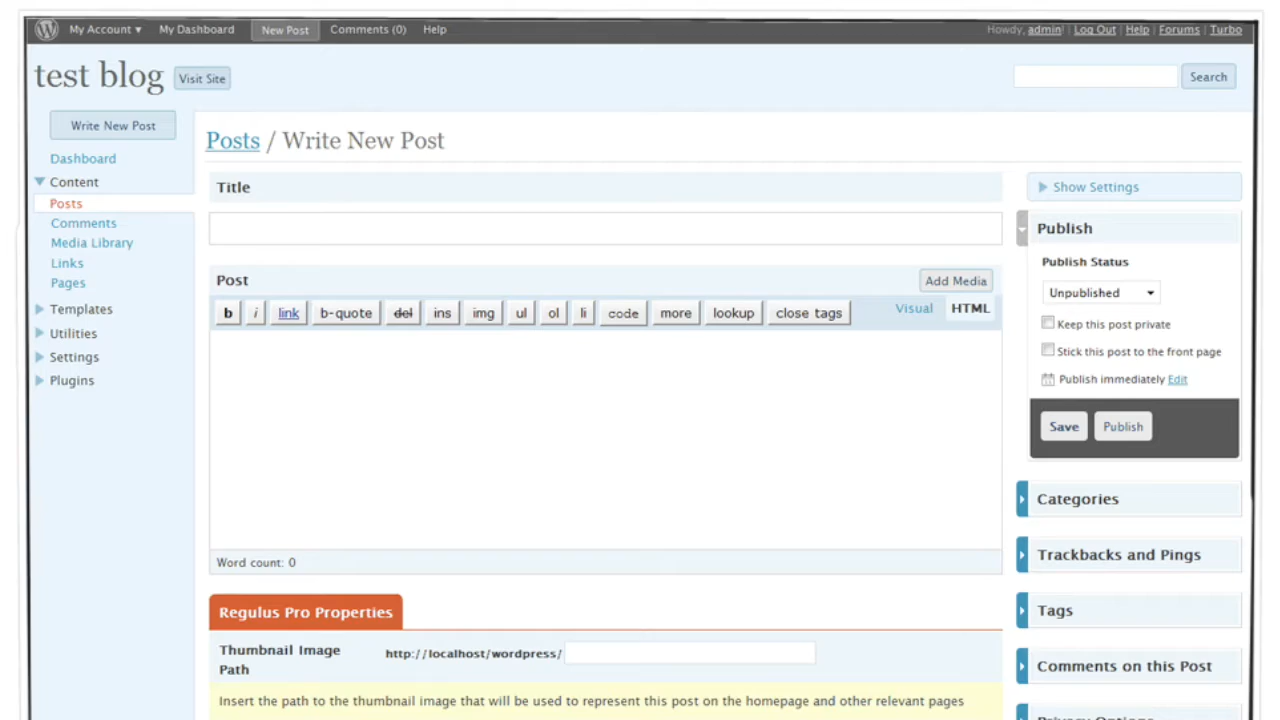 My Account ▾ My Dashboard New Post Comments (0) Help Howdy, admin! | Log Out | Help | Forums | Turbo
test blog Visit Site Search
Write New Post
Dashboard
Content
Posts
Comments
Media Library
Links
Pages
Templates
Utilities
Settings
Plugins
Posts / Write New Post
Title
Post Add Media
b i link b-quote del ins img ul ol li code more lookup close tags Visual HTML
Word count: 0
Regulus Pro Properties
Thumbnail Image Path http://localhost/wordpress/
Insert the path to the thumbnail image that will be used to represent this post on the homepage and other relevant pages
Show Settings
Publish
Publish Status
Unpublished
Keep this post private
Stick this post to the front page
Publish immediately Edit
Save Publish
Categories
Trackbacks and Pings
Tags
Comments on this Post
Privacy Options